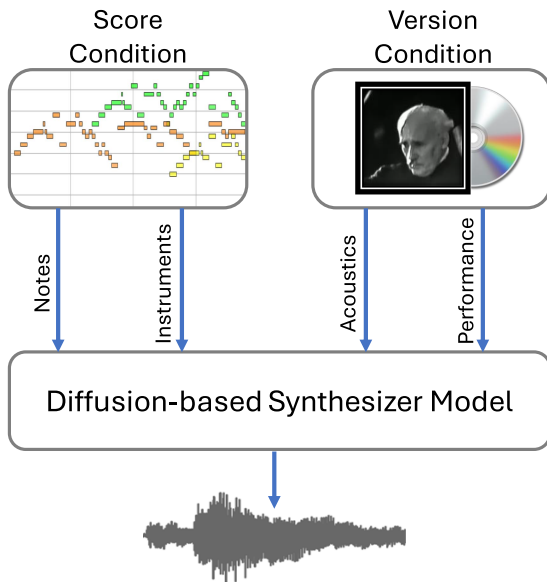 Score
Condition
Version
Condition
Notes
Instruments
Acoustics
Performance
Diffusion-based Synthesizer Model